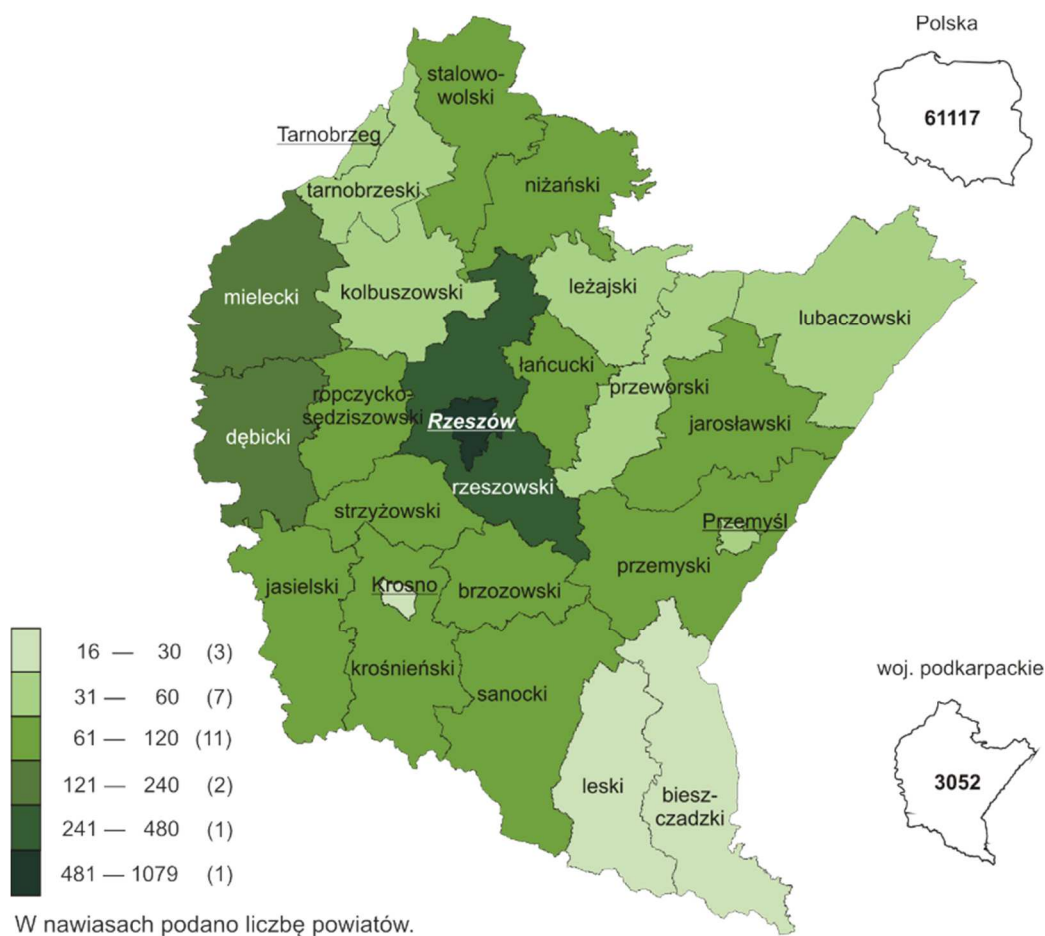 Polska
61117
stalowo-
wolski
Tarnobrzeg
tarnobrzeski
niżański
mielecki
kolbuszowski
leżajski
lubaczowski
łańcucki
ropczycko-
sędziszowski
przeworski
dębicki
Rzeszów
jarosławski
rzeszowski
strzyżowski
Przemyśl
przemyski
jasielski
Krosno
brzozowski
krośnieński
sanocki
leski
biesz-
czadzki
woj. podkarpackie
3052
16 — 30 (3)
31 — 60 (7)
61 — 120 (11)
121 — 240 (2)
241 — 480 (1)
481 — 1079 (1)
W nawiasach podano liczbę powiatów.